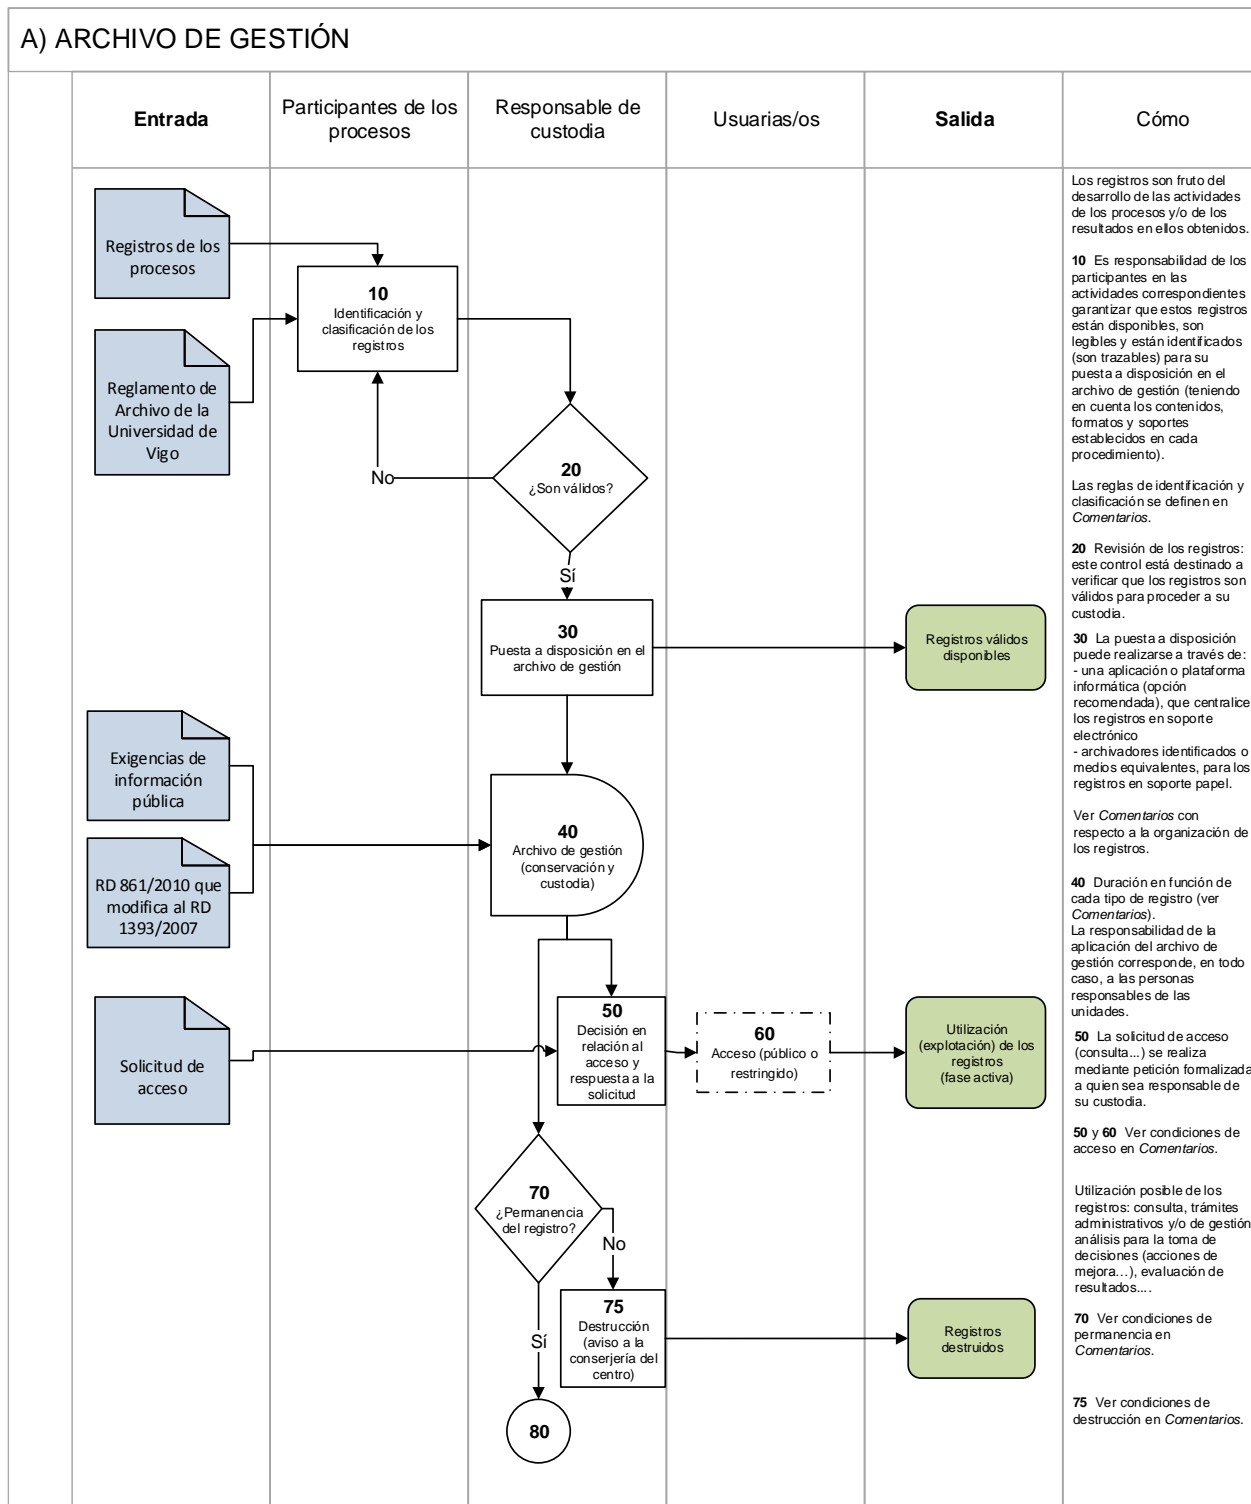 A) ARCHIVO DE GESTIÓN
Entrada
Participantes de los
procesos
Responsable de
custodia
Usuarias/os
Salida
Cómo
Registros de los
procesos
Reglamento de
Archivo de la
Universidad de
Vigo
10
Identificación y
clasificación de los
registros
No
20
¿Son válidos?
Sí
30
Puesta a disposición en el
archivo de gestión
Registros válidos
disponibles
Exigencias de
información
pública
RD 861/2010 que
modifica al RD
1393/2007
40
Archivo de gestión
(conservación y
custodia)
Solicitud de
acceso
50
Decisión en
relación al
acceso y
respuesta a la
solicitud
60
Acceso (público o
restringido)
Utilización
(explotación) de los
registros
(fase activa)
70
¿Permanencia
del registro?
No
Sí
75
Destrucción
(aviso a la
conserjería del
centro)
Registros
destruidos
80
Los registros son fruto del
desarrollo de las actividades
de los procesos y/o de los
resultados en ellos obtenidos.
10 Es responsabilidad de los
participantes en las
actividades correspondientes
garantizar que estos registros
están disponibles, son
legibles y están identificados
(son trazables) para su
puesta a disposición en el
archivo de gestión (teniendo
en cuenta los contenidos,
formatos y soportes
establecidos en cada
procedimiento).
Las reglas de identificación y
clasificación se definen en
Comentarios.
20 Revisión de los registros:
este control está destinado a
verificar que los registros son
válidos para proceder a su
custodia.
30 La puesta a disposición
puede realizarse a través de:
- una aplicación o plataforma
informática (opción
recomendada), que centralice
los registros en soporte
electrónico
- archivadores identificados o
medios equivalentes, para los
registros en soporte papel.
Ver Comentarios con
respecto a la organización de
los registros.
40 Duración en función de
cada tipo de registro (ver
Comentarios).
La responsabilidad de la
aplicación del archivo de
gestión corresponde, en todo
caso, a las personas
responsables de las
unidades.
50 La solicitud de acceso
(consulta...) se realiza
mediante petición formalizada
a quien sea responsable de
su custodia.
50 y 60 Ver condiciones de
acceso en Comentarios.
Utilización posible de los
registros: consulta, trámites
administrativos y/o de gestión
análisis para la toma de
decisiones (acciones de
mejora...), evaluación de
resultados....
70 Ver condiciones de
permanencia en
Comentarios.
75 Ver condiciones de
destrucción en Comentarios.